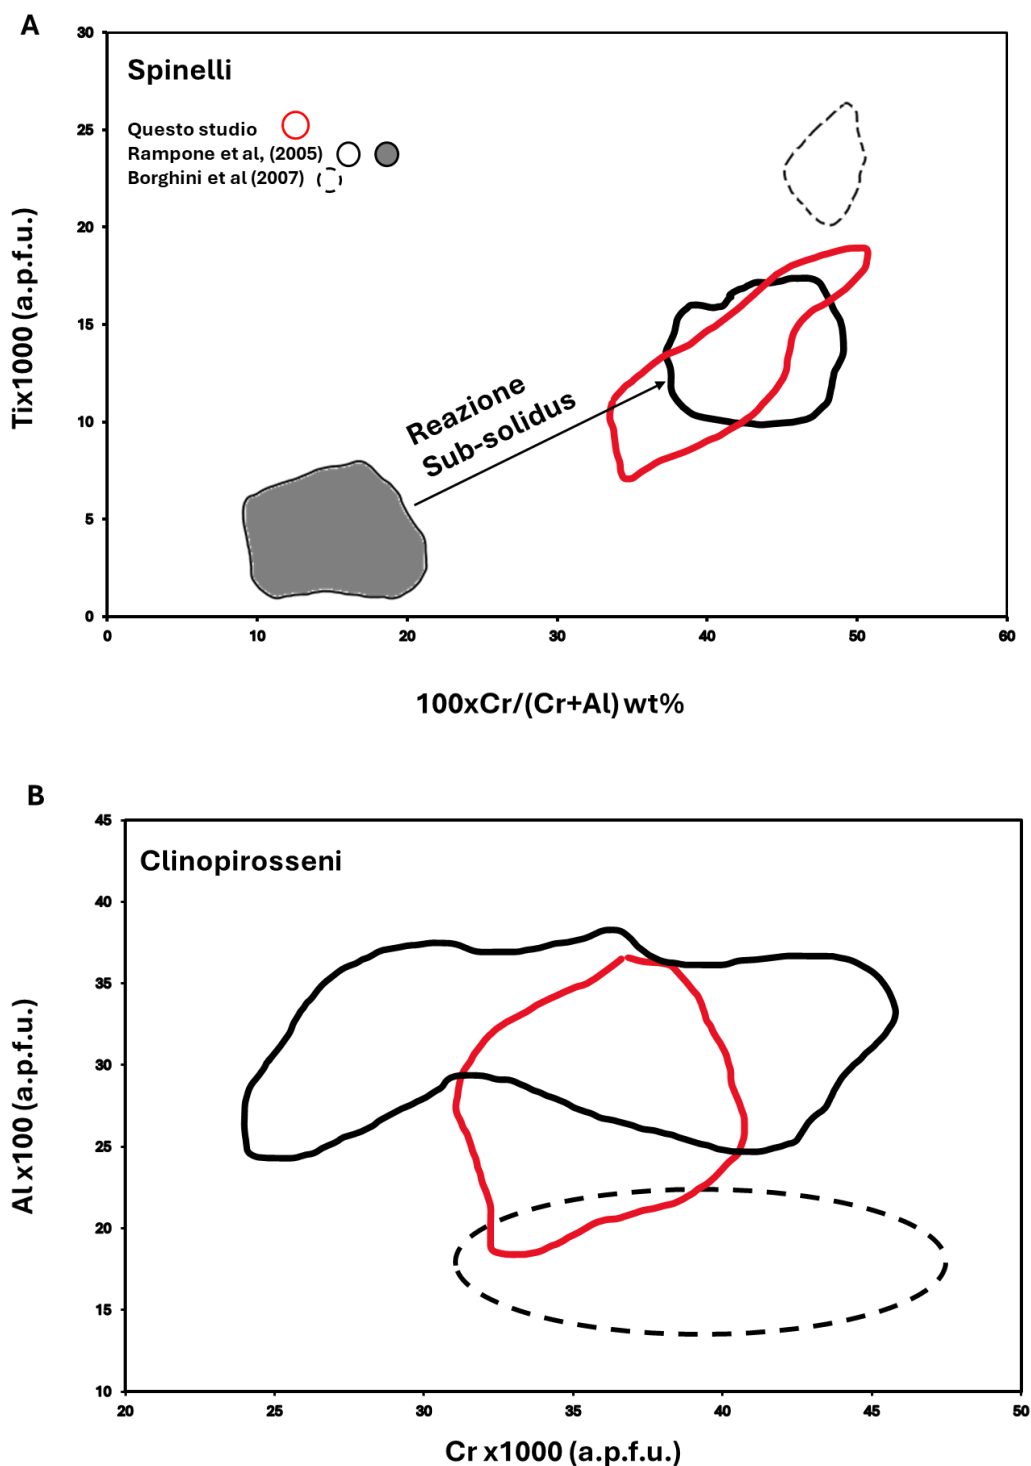 A
30
25
20
15
10
5
0
Tix1000 (a.p.f.u.)
Spinelli
Questo studio
Rampone et al, (2005)
Borghini et al (2007)
Reazione
Sub-solidus
0 10 20 30 40 50 60
100xCr/(Cr+Al) wt%
B
45
40
35
30
25
20
15
10
Al x100 (a.p.f.u.)
Clinopirosseni
20 25 30 35 40 45 50
Cr x1000 (a.p.f.u.)